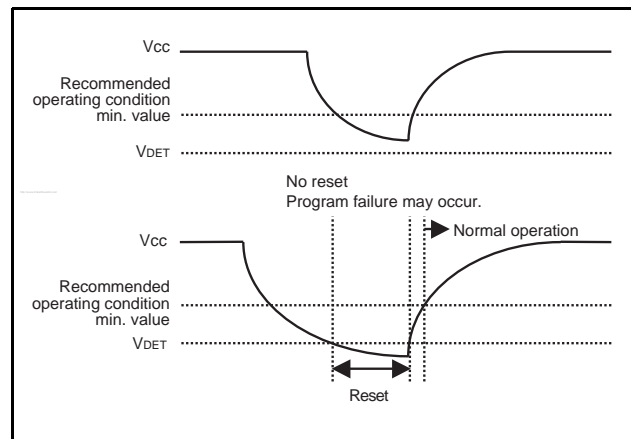 Vcc
Recommended
operating condition
min. value
VDET
No reset
Program failure may occur.
Normal operation
Vcc
Recommended
operating condition
min. value
VDET
Reset